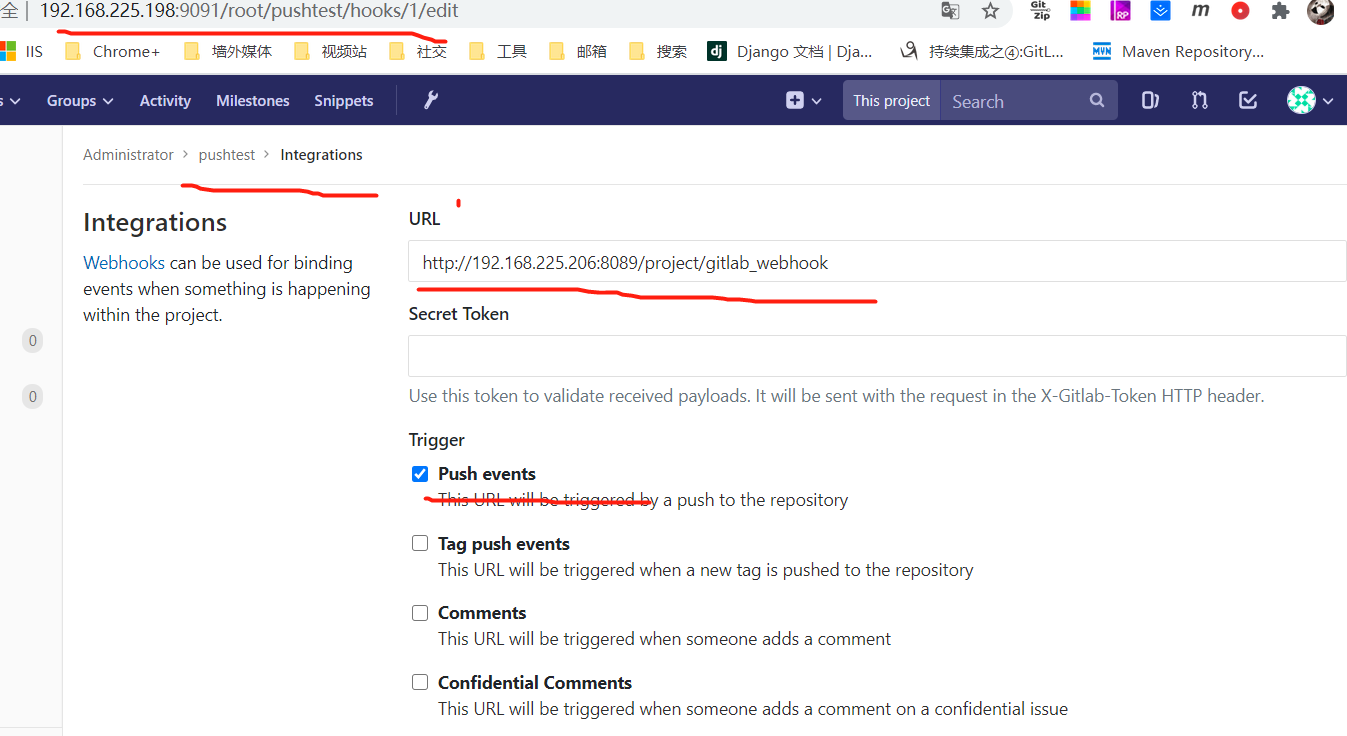 全 | 192.168.225.198:9091/root/pushtest/hooks/1/edit
Git Zip RP m
IIS Chrome+ 墙外媒体 视频站 社交 工具 邮箱 搜索 dj Django 文档 | Dja... 持续集成之④:GitL... MVN Maven Repository...
s Groups Activity Milestones Snippets This project Search
Administrator > pushtest > Integrations
Integrations
Webhooks can be used for binding
events when something is happening
within the project.
0
0
URL
http://192.168.225.206:8089/project/gitlab_webhook
Secret Token
Use this token to validate received payloads. It will be sent with the request in the X-Gitlab-Token HTTP header.
Trigger
Push events
This URL will be triggered by a push to the repository
Tag push events
This URL will be triggered when a new tag is pushed to the repository
Comments
This URL will be triggered when someone adds a comment
Confidential Comments
This URL will be triggered when someone adds a comment on a confidential issue